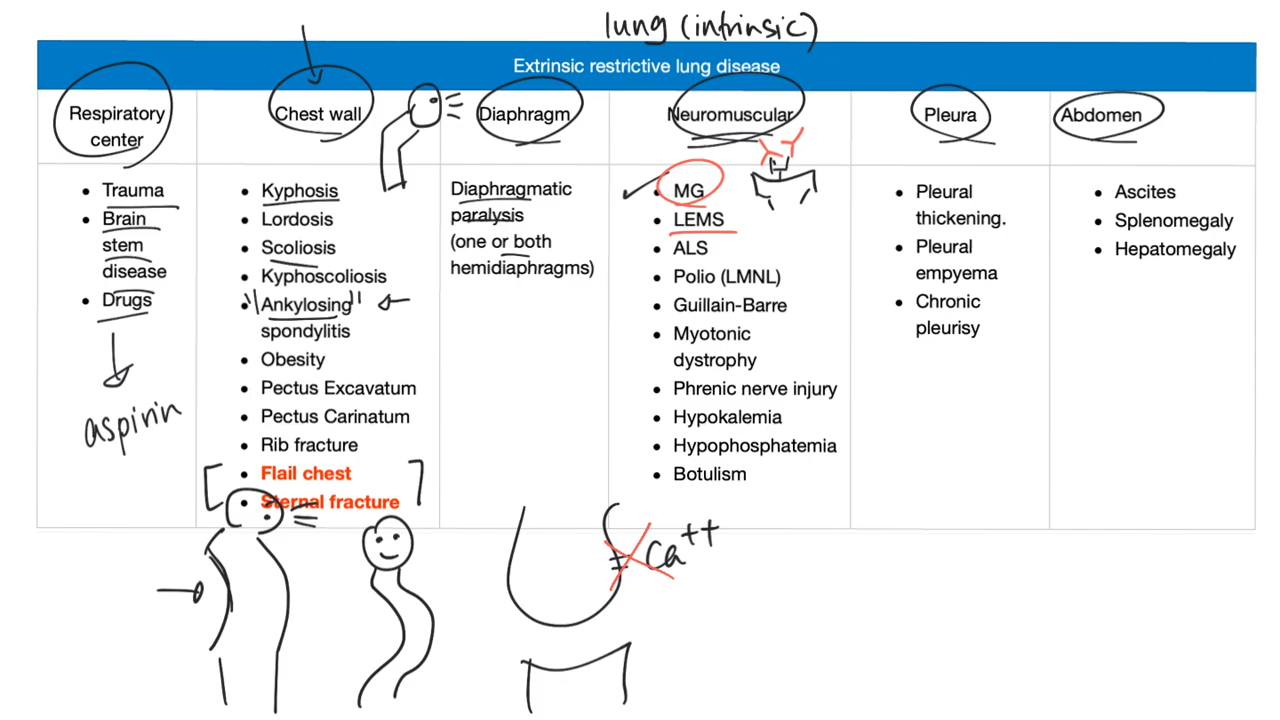 lung (intrinsic)
Extrinsic restrictive lung disease
Respiratory
center
Chest wall
Diaphragm
Neuromuscular
Pleura
Abdomen
• Trauma
• Brain
stem
disease
• Drugs
aspirin
• Kyphosis
• Lordosis
• Scoliosis
• Kyphoscoliosis
• "Ankylosing"
spondylitis
• Obesity
• Pectus Excavatum
• Pectus Carinatum
• Rib fracture
• Flail chest
• Sternal fracture
Diaphragmatic
paralysis
(one or both
hemidiaphragms)
• MG
• LEMS
• ALS
• Polio (LMNL)
• Guillain-Barre
• Myotonic
dystrophy
• Phrenic nerve injury
• Hypokalemia
• Hypophosphatemia
• Botulism
• Pleural
thickening.
• Pleural
empyema
• Chronic
pleurisy
• Ascites
• Splenomegaly
• Hepatomegaly
Ca++